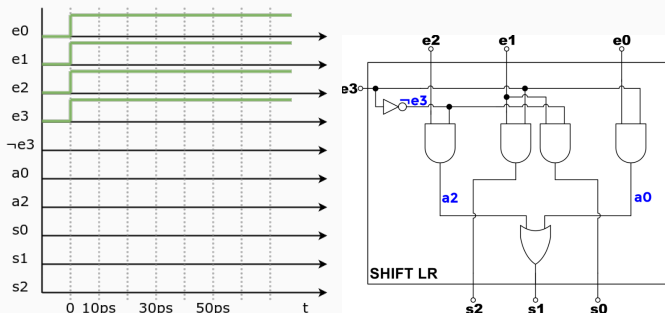 e0
e1
e2
e3
¬e3
a0
a2
s0
s1
s2
0 10ps 30ps 50ps t
e2 e1 e0
e3
¬e3
a2 a0
SHIFT LR
s2 s1 s0